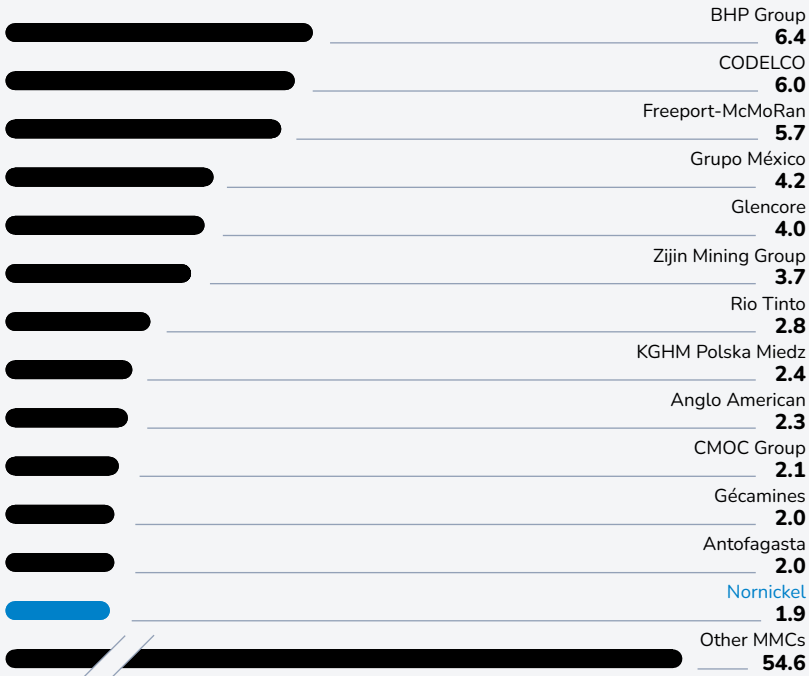 BHP Group
6.4
CODELCO
6.0
Freeport-McMoRan
5.7
Grupo México
4.2
Glencore
4.0
Zijin Mining Group
3.7
Rio Tinto
2.8
KGHM Polska Miedz
2.4
Anglo American
2.3
CMOC Group
2.1
Gécamines
2.0
Antofagasta
2.0
Nornickel
1.9
Other MMCs
54.6